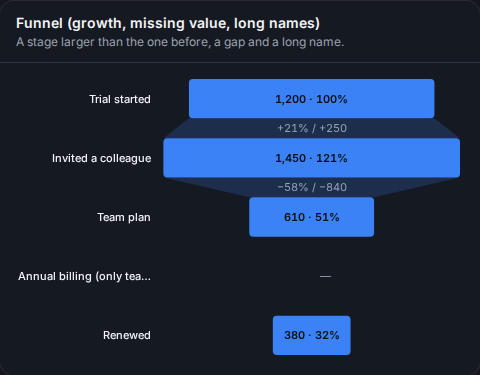 Funnel (growth, missing value, long names)
A stage larger than the one before, a gap and a long name.
Trial started
1,200 · 100%
+21% / +250
Invited a colleague
1,450 · 121%
−58% / −840
Team plan
610 · 51%
Annual billing (only tea…
—
Renewed
380 · 32%